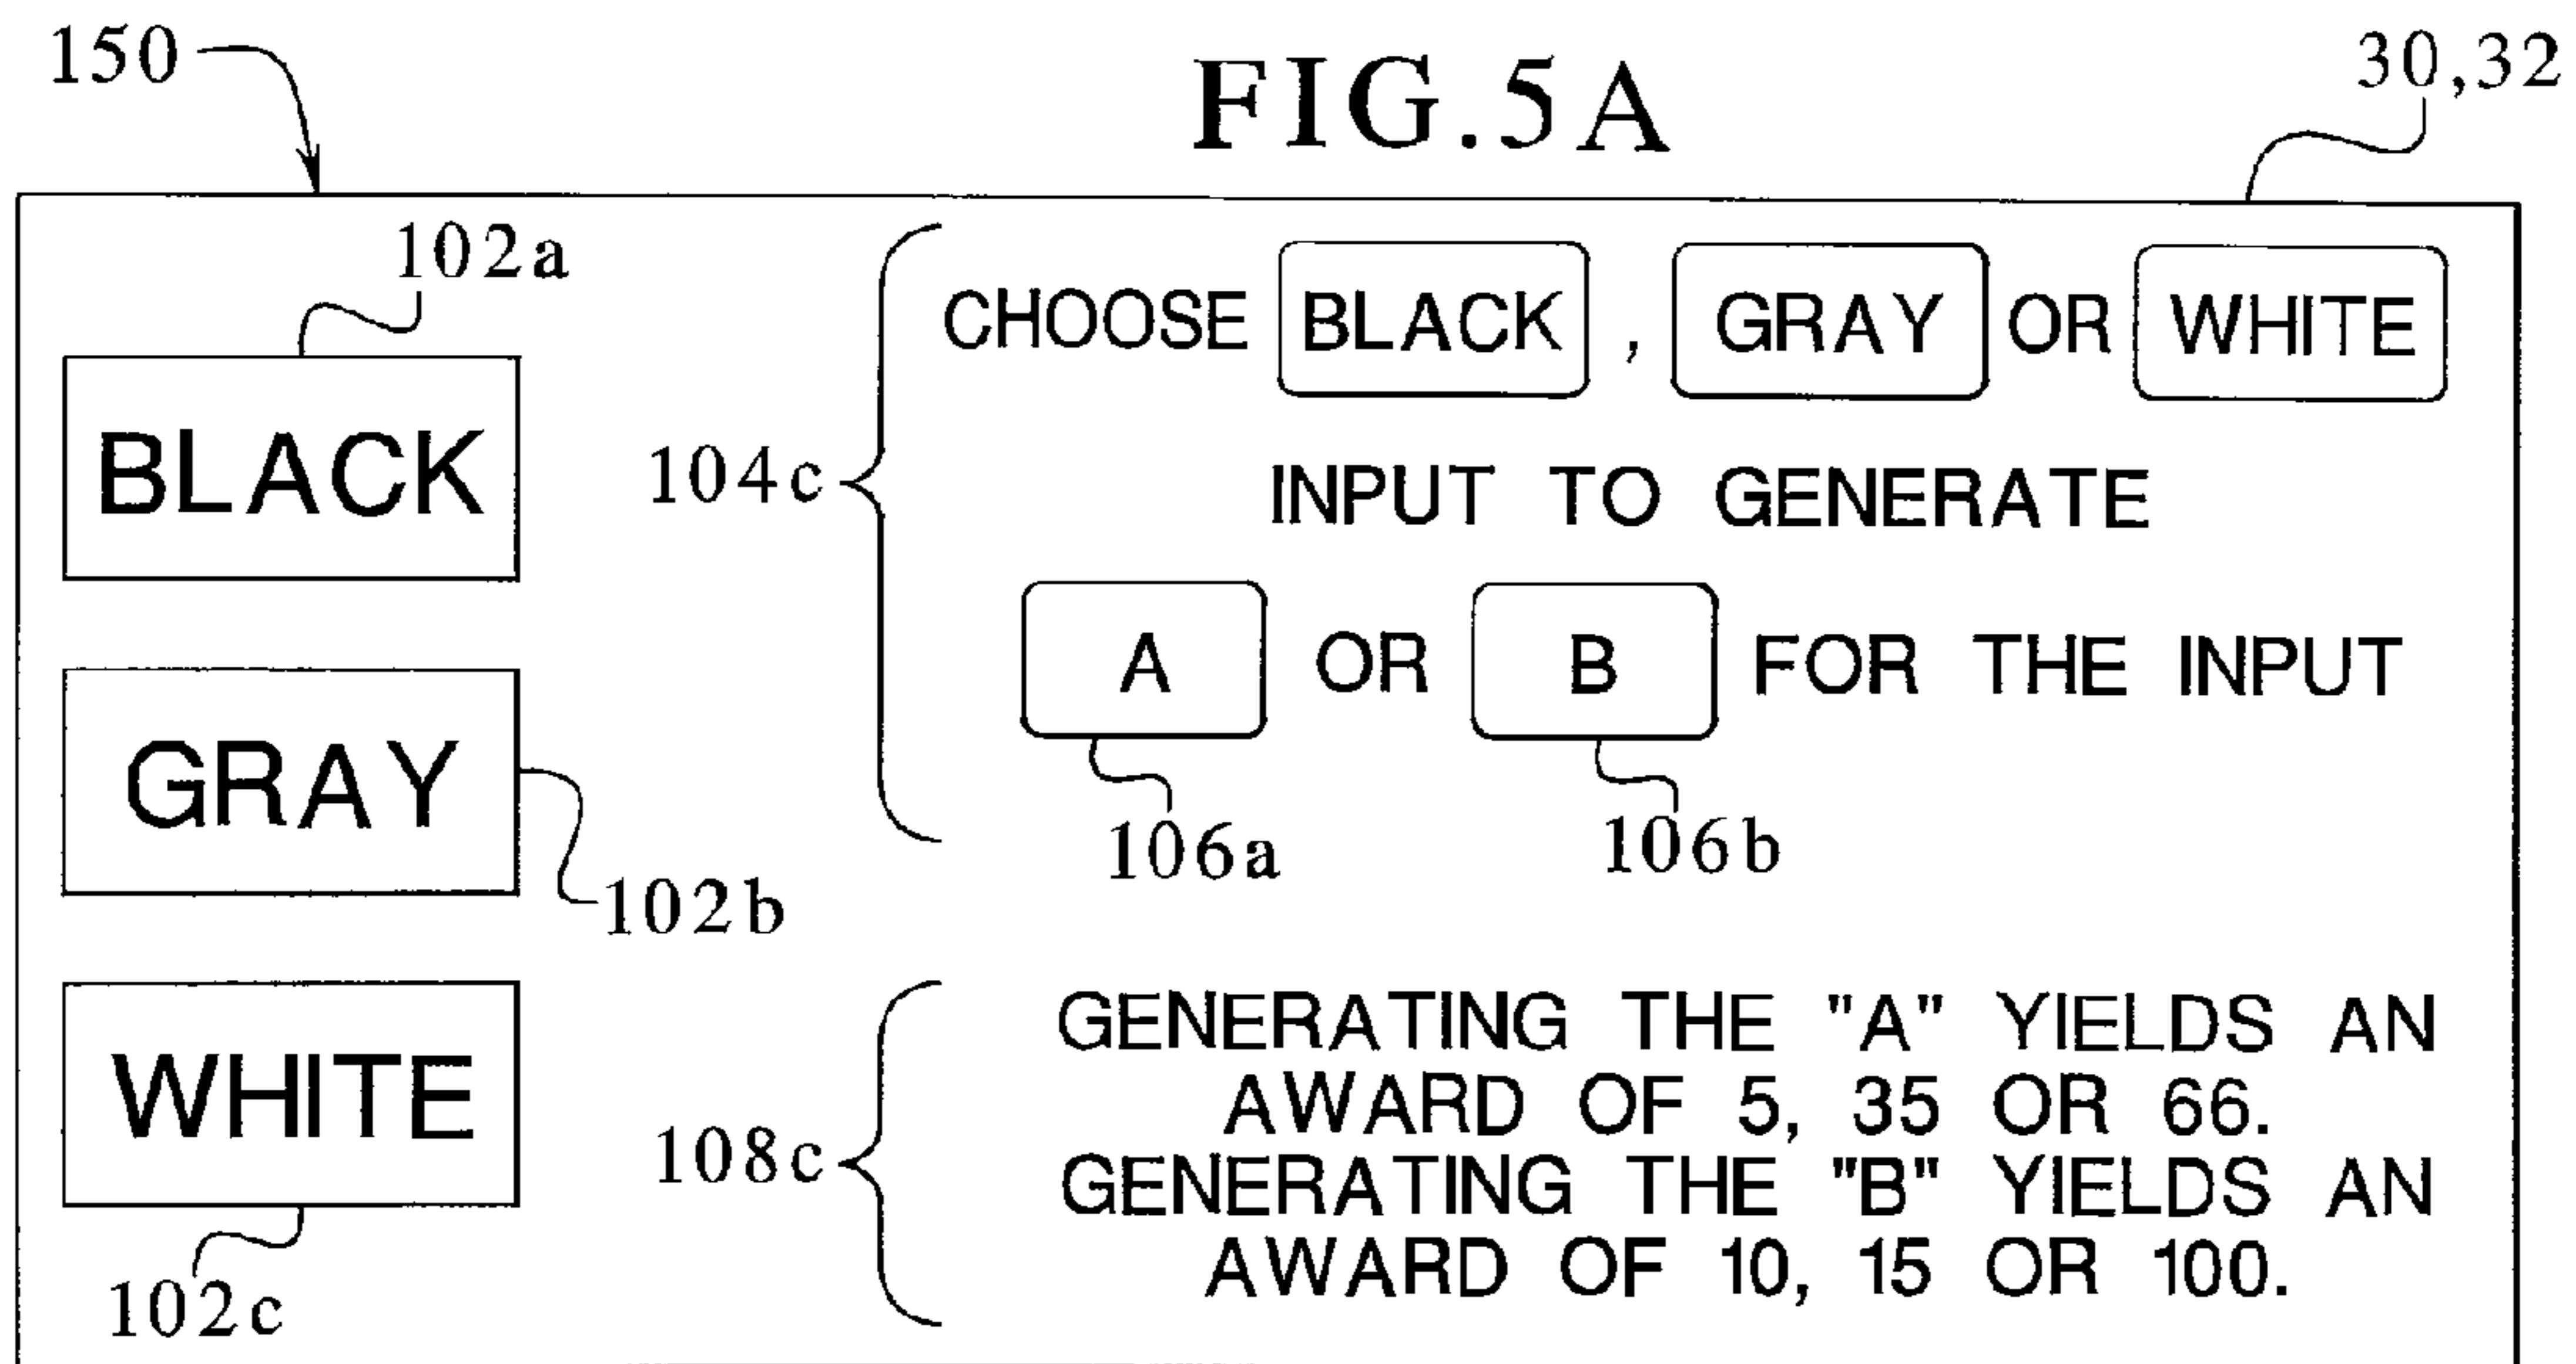 150
FIG.5A
30,32
102a
BLACK
GRAY
102b
WHITE
102c
104c
CHOOSE BLACK , GRAY OR WHITE
INPUT TO GENERATE
A OR B FOR THE INPUT
106a
106b
108c
GENERATING THE "A" YIELDS AN
AWARD OF 5, 35 OR 66.
GENERATING THE "B" YIELDS AN
AWARD OF 10, 15 OR 100.